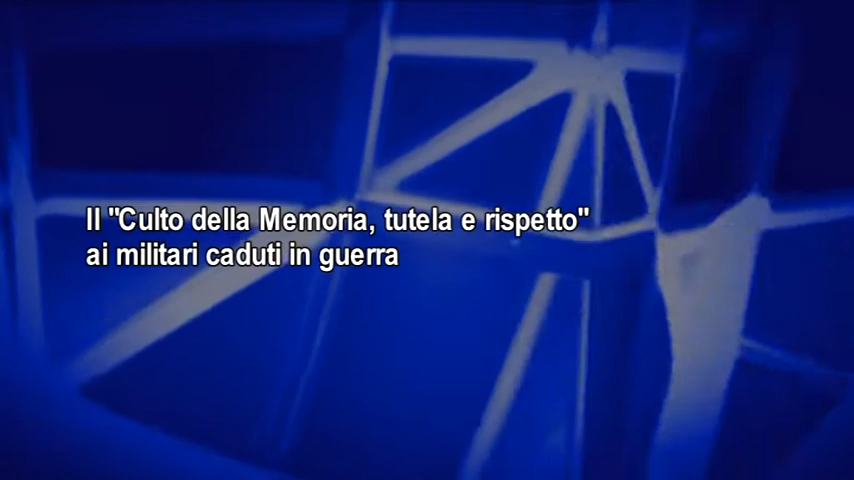 Il "Culto della Memoria, tutela e rispetto"
ai militari caduti in guerra